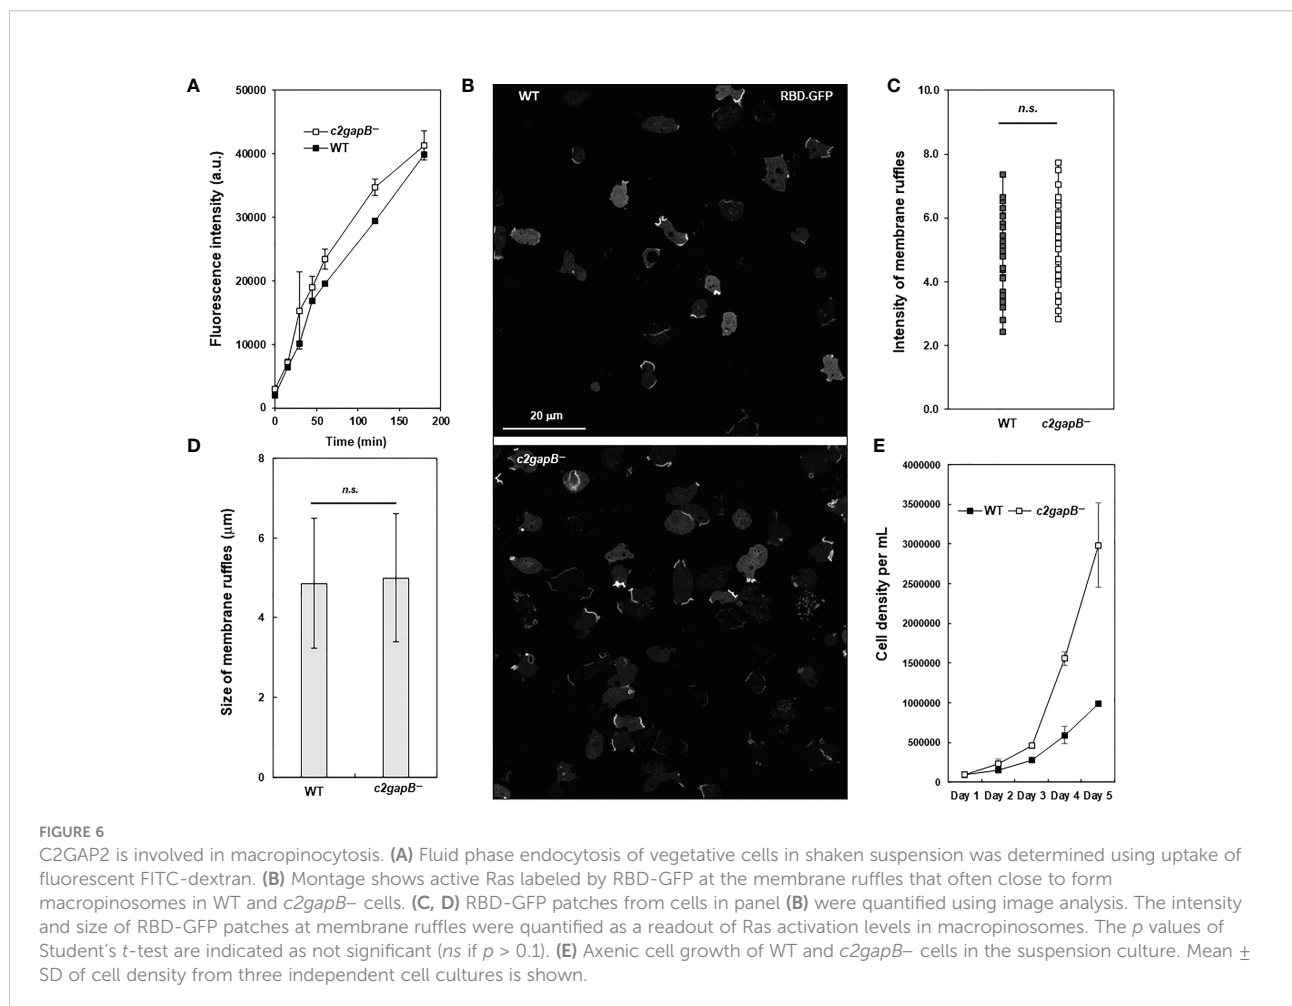 A
50000
40000
30000
20000
10000
0
c2gapB–
WT
Fluorescence intensity (a.u.)
0 50 100 150 200
Time (min)
B
WT RBD-GFP
20 μm
c2gapB–
C
10.0
8.0
6.0
4.0
2.0
0.0
n.s.
Intensity of membrane ruffles
WT c2gapB–
D
8
6
4
2
0
n.s.
Size of membrane ruffles (μm)
WT c2gapB–
E
4000000
3500000
3000000
2500000
2000000
1500000
1000000
500000
0
WT c2gapB–
Cell density per mL
Day 1 Day 2 Day 3 Day 4 Day 5
FIGURE 6
C2GAP2 is involved in macropinocytosis. (A) Fluid phase endocytosis of vegetative cells in shaken suspension was determined using uptake of
fluorescent FITC-dextran. (B) Montage shows active Ras labeled by RBD-GFP at the membrane ruffles that often close to form
macropinosomes in WT and c2gapB– cells. (C, D) RBD-GFP patches from cells in panel (B) were quantified using image analysis. The intensity
and size of RBD-GFP patches at membrane ruffles were quantified as a readout of Ras activation levels in macropinosomes. The p values of
Student's t-test are indicated as not significant (ns if p > 0.1). (E) Axenic cell growth of WT and c2gapB– cells in the suspension culture. Mean ±
SD of cell density from three independent cell cultures is shown.